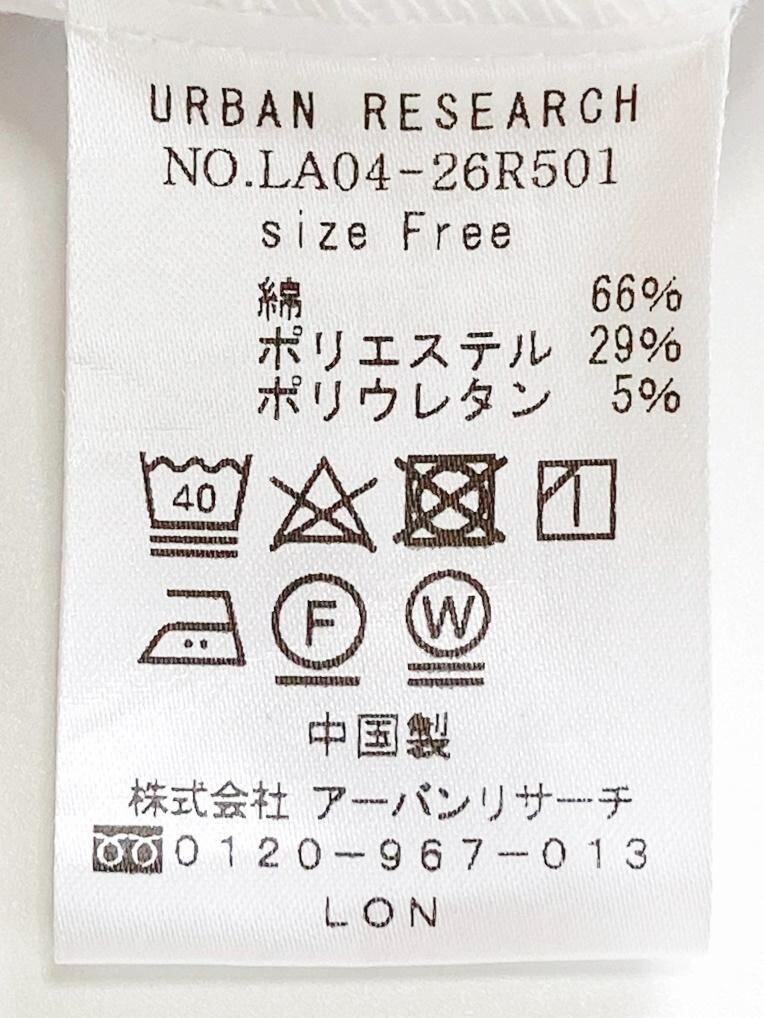 URBAN RESEARCH
NO.LA04-26R501
size Free
綿 66%
ポリエステル 29%
ポリウレタン 5%
40
F W
中国製
株式会社 アーバンリサーチ
0120-967-013
LON